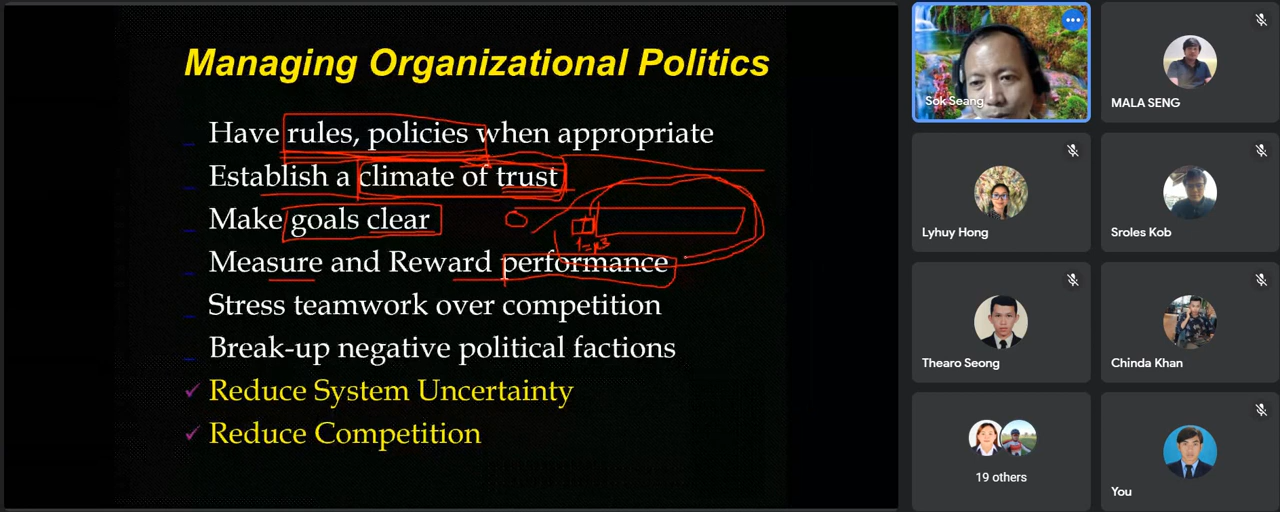 Managing Organizational Politics
Have rules, policies when appropriate
Establish a climate of trust
Make goals clear
Measure and Reward performance
Stress teamwork over competition
Break-up negative political factions
Reduce System Uncertainty
Reduce Competition
Sok Seang
MALA SENG
Lyhuy Hong
Sroles Kob
Thearo Seong
Chinda Khan
19 others
You